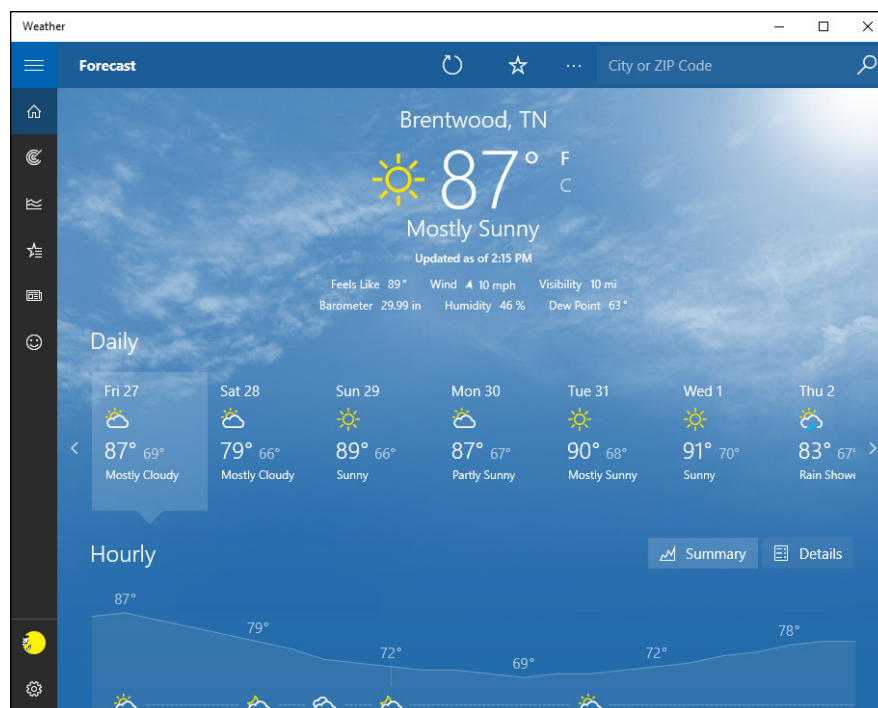 Weather
Forecast
City or ZIP Code
Brentwood, TN
87° F
C
Mostly Sunny
Updated as of 2:15 PM
Feels Like 89° Wind 10 mph Visibility 10 mi
Barometer 29.99 in Humidity 46 % Dew Point 63°
Daily
Fri 27 Sat 28 Sun 29 Mon 30 Tue 31 Wed 1 Thu 2
87° 69° 79° 66° 89° 66° 87° 67° 90° 68° 91° 70° 83° 67°
Mostly Cloudy Mostly Cloudy Sunny Partly Sunny Mostly Sunny Sunny Rain Showe
Hourly
Summary Details
87° 79° 72° 69° 72° 78°